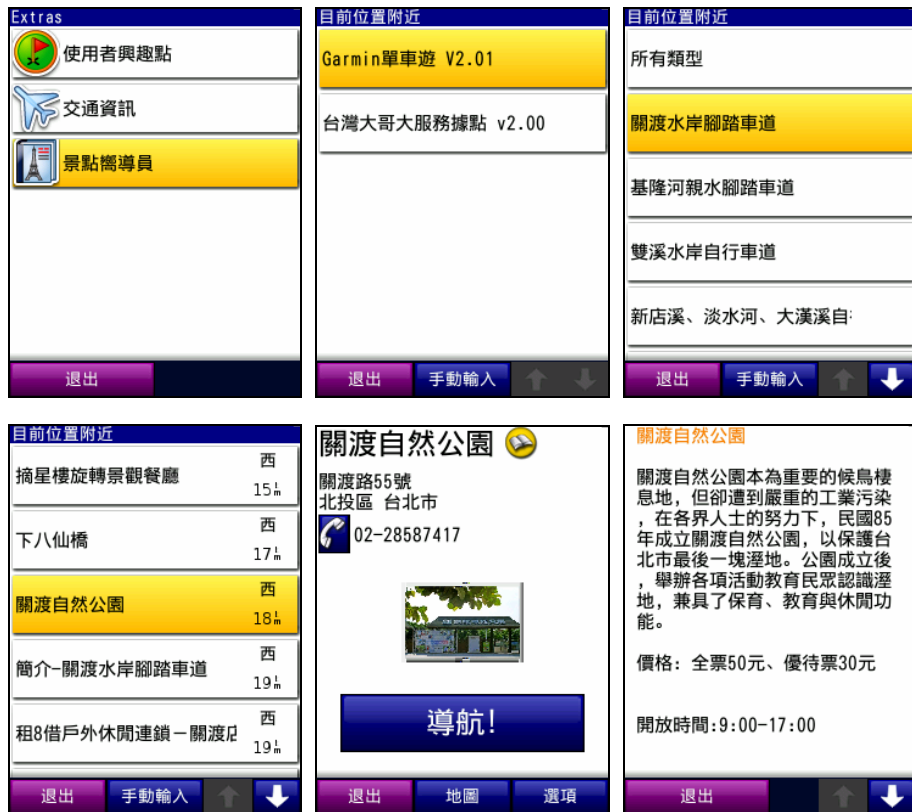 Extras
使用者興趣點
交通資訊
景點嚮導員
退出
目前位置附近
Garmin單車遊 V2.01
台灣大哥大服務據點 v2.00
退出
手動輸入
目前位置附近
所有類型
關渡水岸腳踏車道
基隆河親水腳踏車道
雙溪水岸自行車道
新店溪、淡水河、大漢溪自
退出
手動輸入
目前位置附近
摘星樓旋轉景觀餐廳
西
15km
下八仙橋
西
17km
關渡自然公園
西
18km
簡介-關渡水岸腳踏車道
西
19km
租8借戶外休閒連鎖－關渡店
西
19km
退出
手動輸入
關渡自然公園
關渡路55號
北投區 台北市
02-28587417
導航!
退出
地圖
選項
關渡自然公園
關渡自然公園本為重要的候鳥棲
息地，但卻遭到嚴重的工業污染
，在各界人士的努力下，民國85
年成立關渡自然公園，以保護台
北市最後一塊溼地。公園成立後
，舉辦各項活動教育民眾認識溼
地，兼具了保育、教育與休閒功
能。
價格: 全票50元、優待票30元
開放時間:9:00-17:00
退出